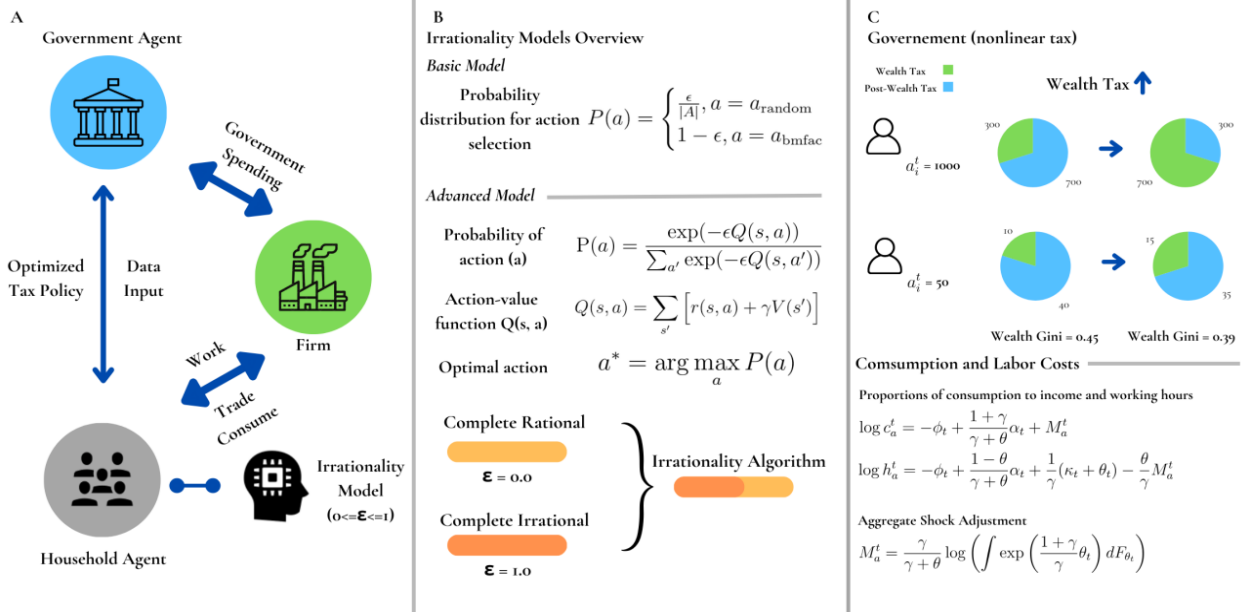 A
Government Agent
Government
Spending
Optimized
Tax Policy
Data
Input
Firm
Work
Trade
Consume
Irrationality
Model
(0<=ε<=1)
Household Agent
B
Irrationality Models Overview
Basic Model
Probability
distribution for action
selection
P(a) = { ϵ/|A|, a = a_random
1 − ϵ, a = a_bmfac
Advanced Model
Probability of
action (a)
P(a) = exp(−ϵQ(s, a)) / ∑_a′ exp(−ϵQ(s, a′))
Action-value
function Q(s, a)
Q(s, a) = ∑_s′ [r(s, a) + γV(s′)]
Optimal action
a* = arg max_a P(a)
Complete Rational
ε = 0.0
Complete Irrational
ε = 1.0
Irrationality Algorithm
C
Governement (nonlinear tax)
Wealth Tax
Post-Wealth Tax
Wealth Tax
300
700
300
700
a_i^t = 1000
10
40
15
35
a_i^t = 50
Wealth Gini = 0.45
Wealth Gini = 0.39
Comsumption and Labor Costs
Proportions of consumption to income and working hours
log c_a^t = −ϕ_t + (1 + γ)/(γ + θ) α_t + M_a^t
log h_a^t = −ϕ_t + (1 − θ)/(γ + θ) α_t + 1/γ (κ_t + θ_t) − θ/γ M_a^t
Aggregate Shock Adjustment
M_a^t = γ/(γ + θ) log (∫ exp ((1 + γ)/γ θ_t) dF_θ_t)